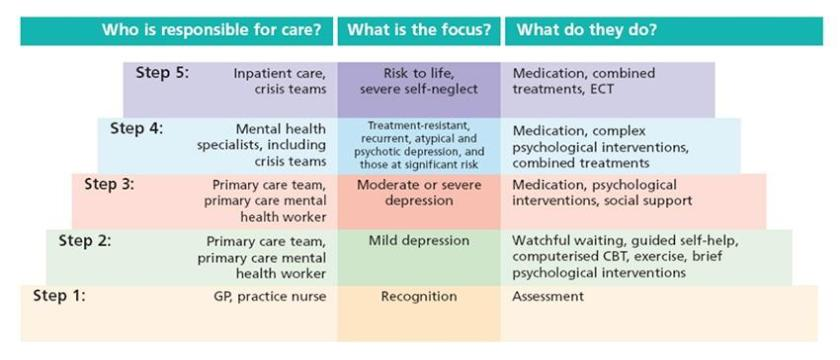 Who is responsible for care? What is the focus? What do they do?
Step 5: Inpatient care, Risk to life, Medication, combined
crisis teams severe self-neglect treatments, ECT
Step 4: Mental health Treatment-resistant, Medication, complex
specialists, including recurrent, atypical and psychological interventions,
crisis teams psychotic depression, and combined treatments
those at significant risk
Step 3: Primary care team, Moderate or severe Medication, psychological
primary care mental depression interventions, social support
health worker
Step 2: Primary care team, Mild depression Watchful waiting, guided self-help,
primary care mental computerised CBT, exercise, brief
health worker psychological interventions
Step 1: GP, practice nurse Recognition Assessment